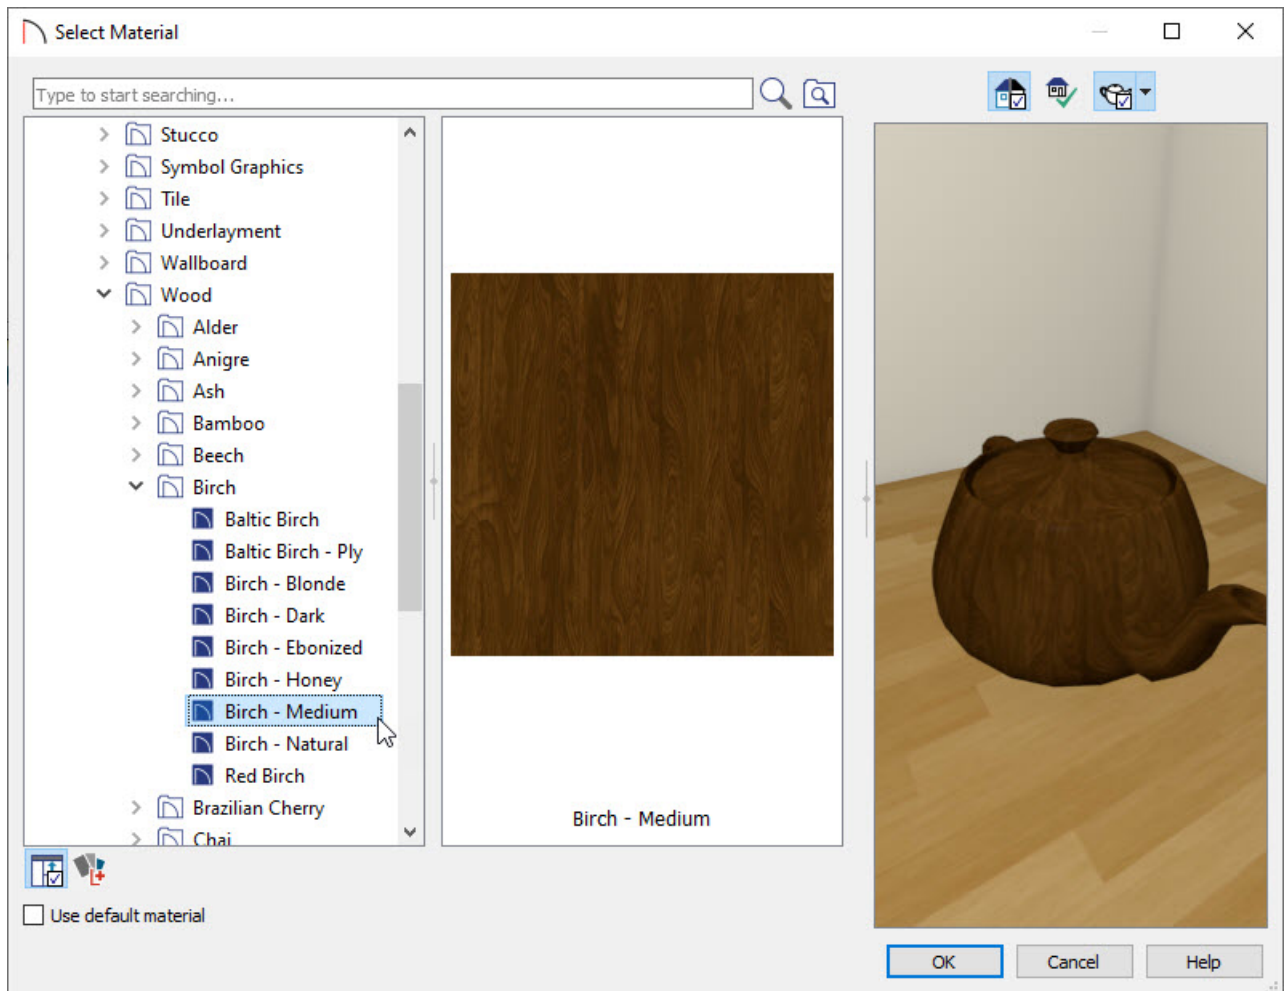 Select Material
Type to start searching...
Stucco
Symbol Graphics
Tile
Underlayment
Wallboard
Wood
Alder
Anigre
Ash
Bamboo
Beech
Birch
Baltic Birch
Baltic Birch - Ply
Birch - Blonde
Birch - Dark
Birch - Ebonized
Birch - Honey
Birch - Medium
Birch - Natural
Red Birch
Brazilian Cherry
Chai
Birch - Medium
Use default material
OK
Cancel
Help